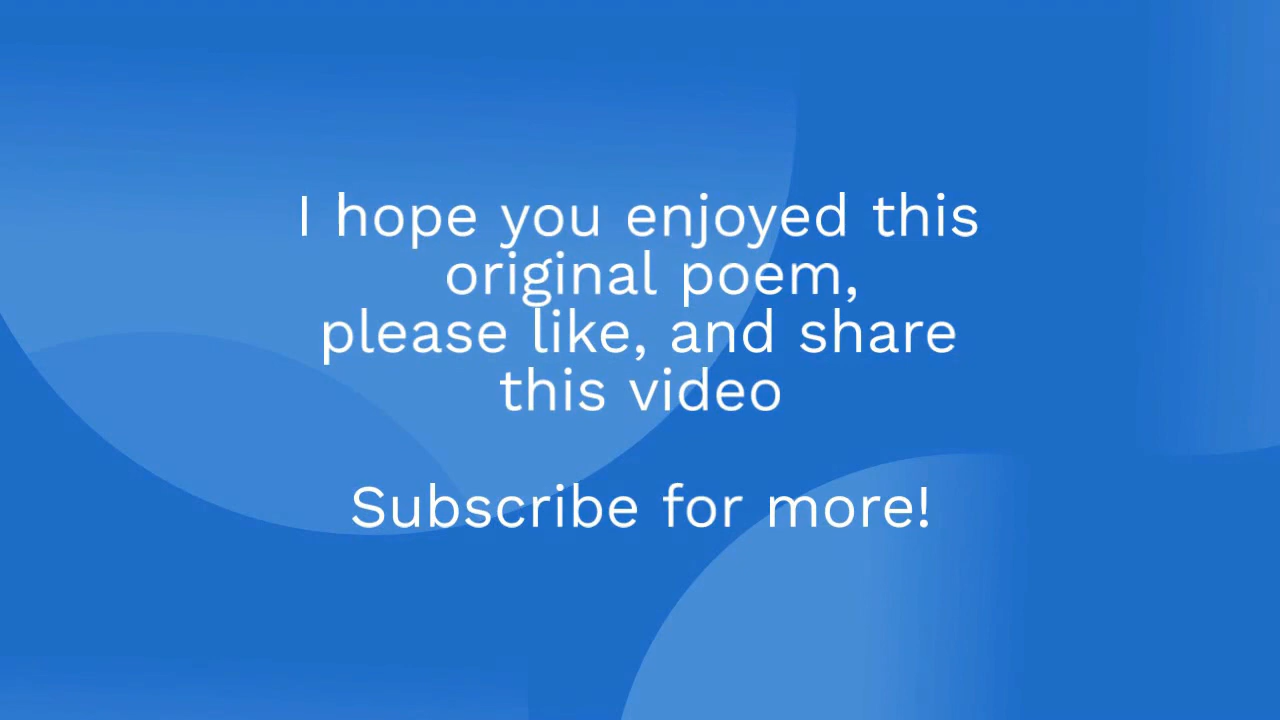 I hope you enjoyed this
original poem,
please like, and share
this video
Subscribe for more!